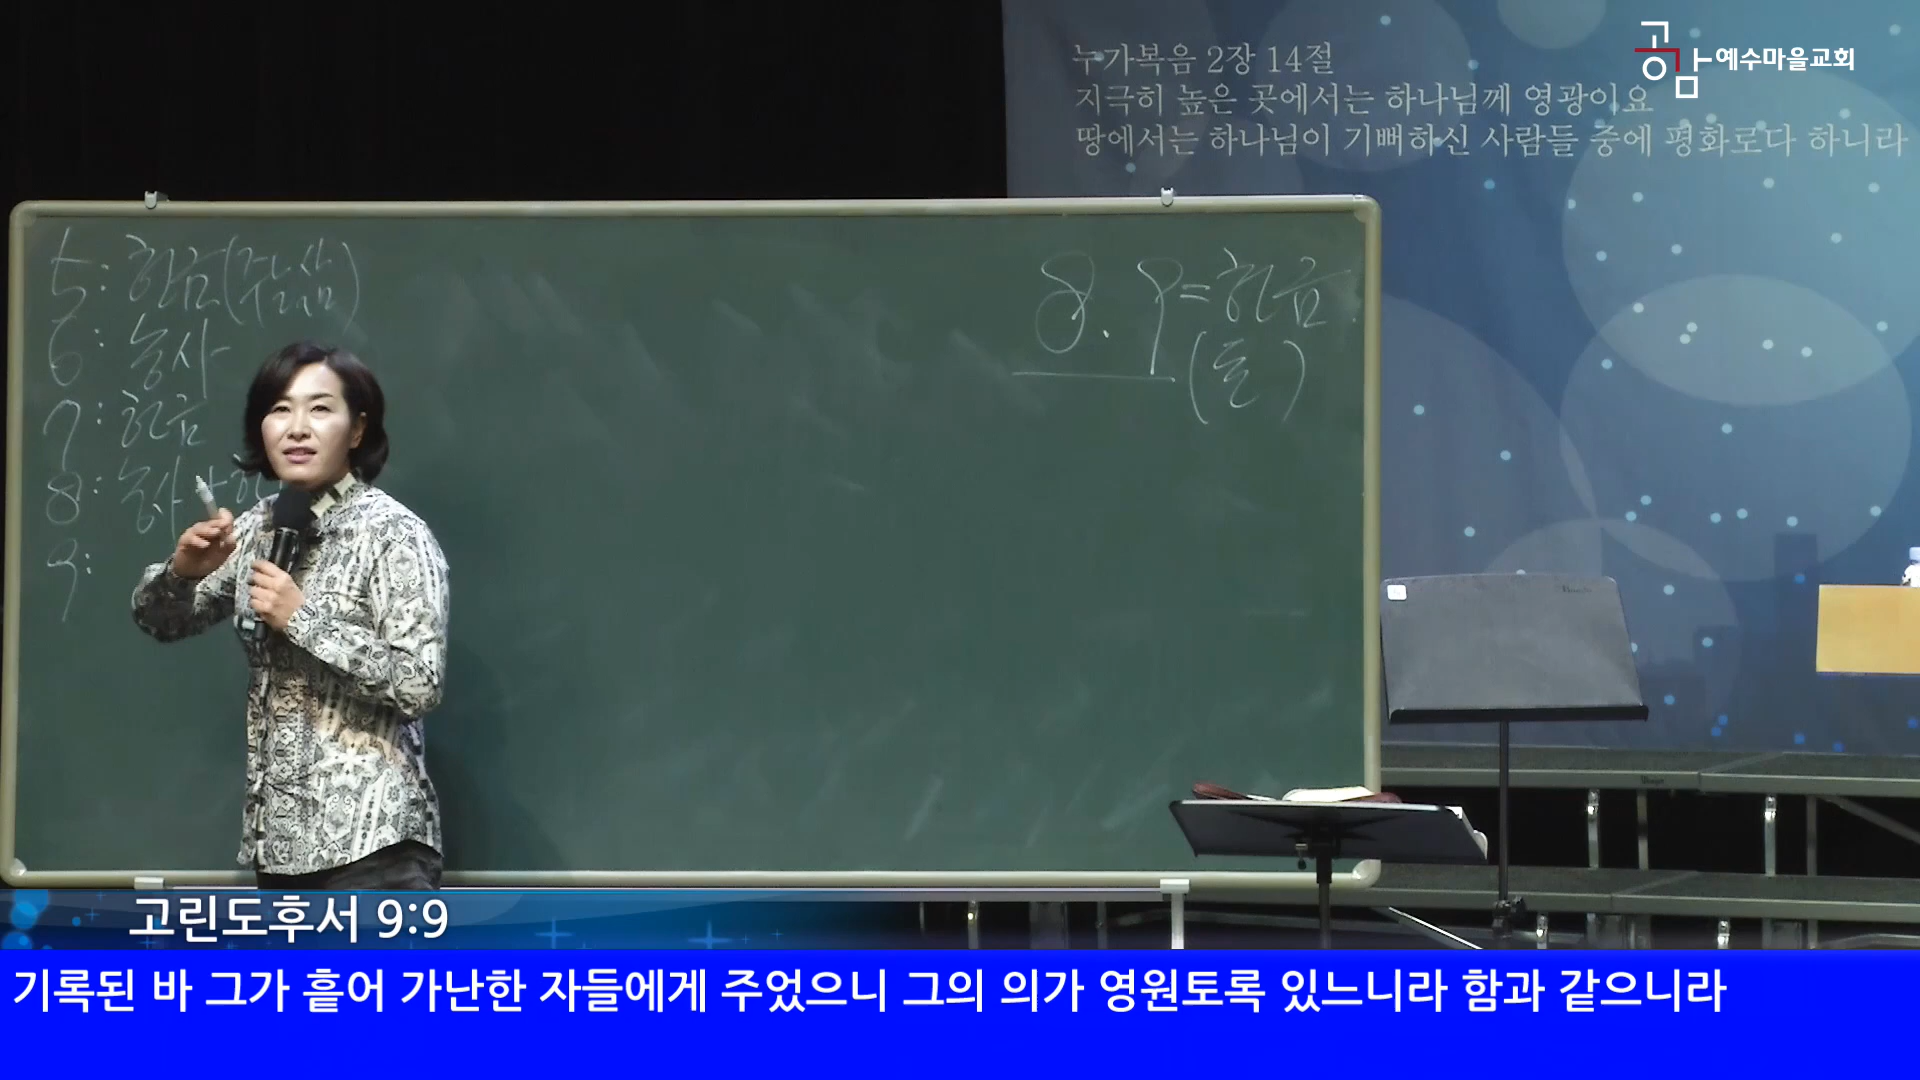 누가복음 2장 14절
지극히 높은 곳에서는 하나님께 영광이요
땅에서는 하나님이 기뻐하신 사람들 중에 평화로다 하니라
공감 예수마을교회
5: 헌금(주는 삶)
6: 농사
7: 헌금
8: 농사
9:
8. 9 = 헌금
(돈)
고린도후서 9:9
기록된 바 그가 흩어 가난한 자들에게 주었으니 그의 의가 영원토록 있느니라 함과 같으니라